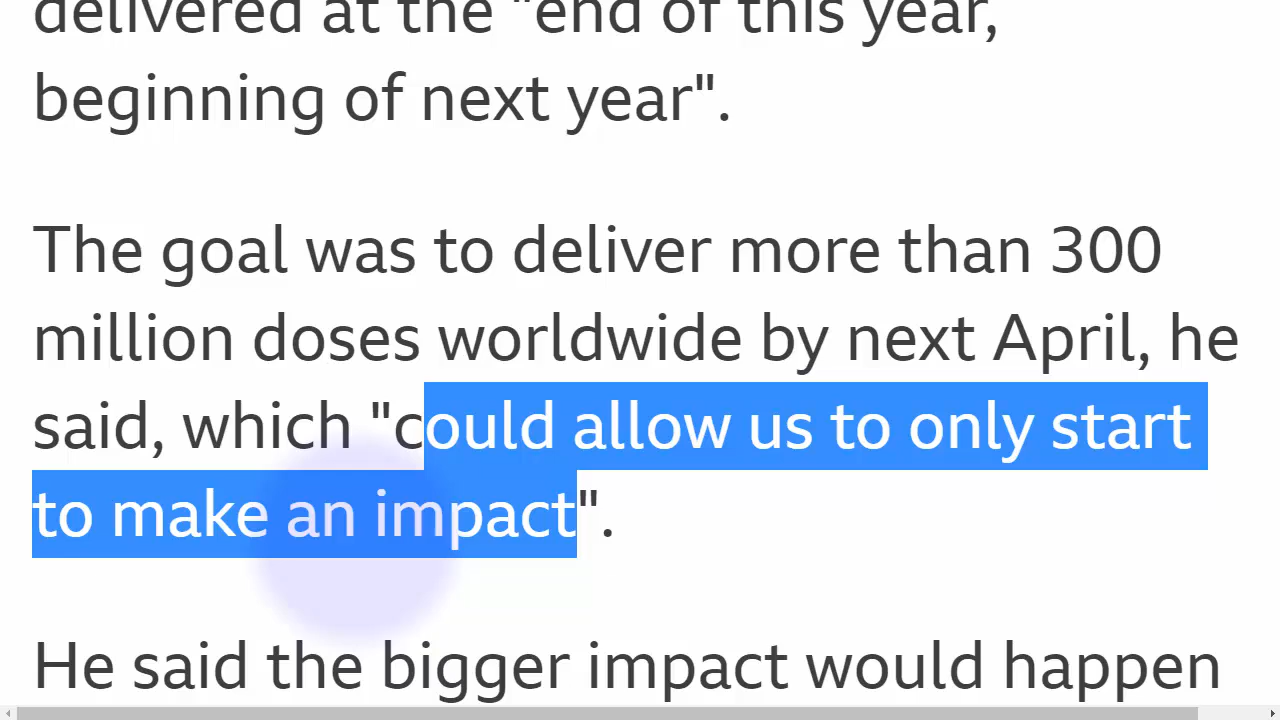 delivered at the "end of this year,
beginning of next year".
The goal was to deliver more than 300
million doses worldwide by next April, he
said, which "could allow us to only start
to make an impact".
He said the bigger impact would happen